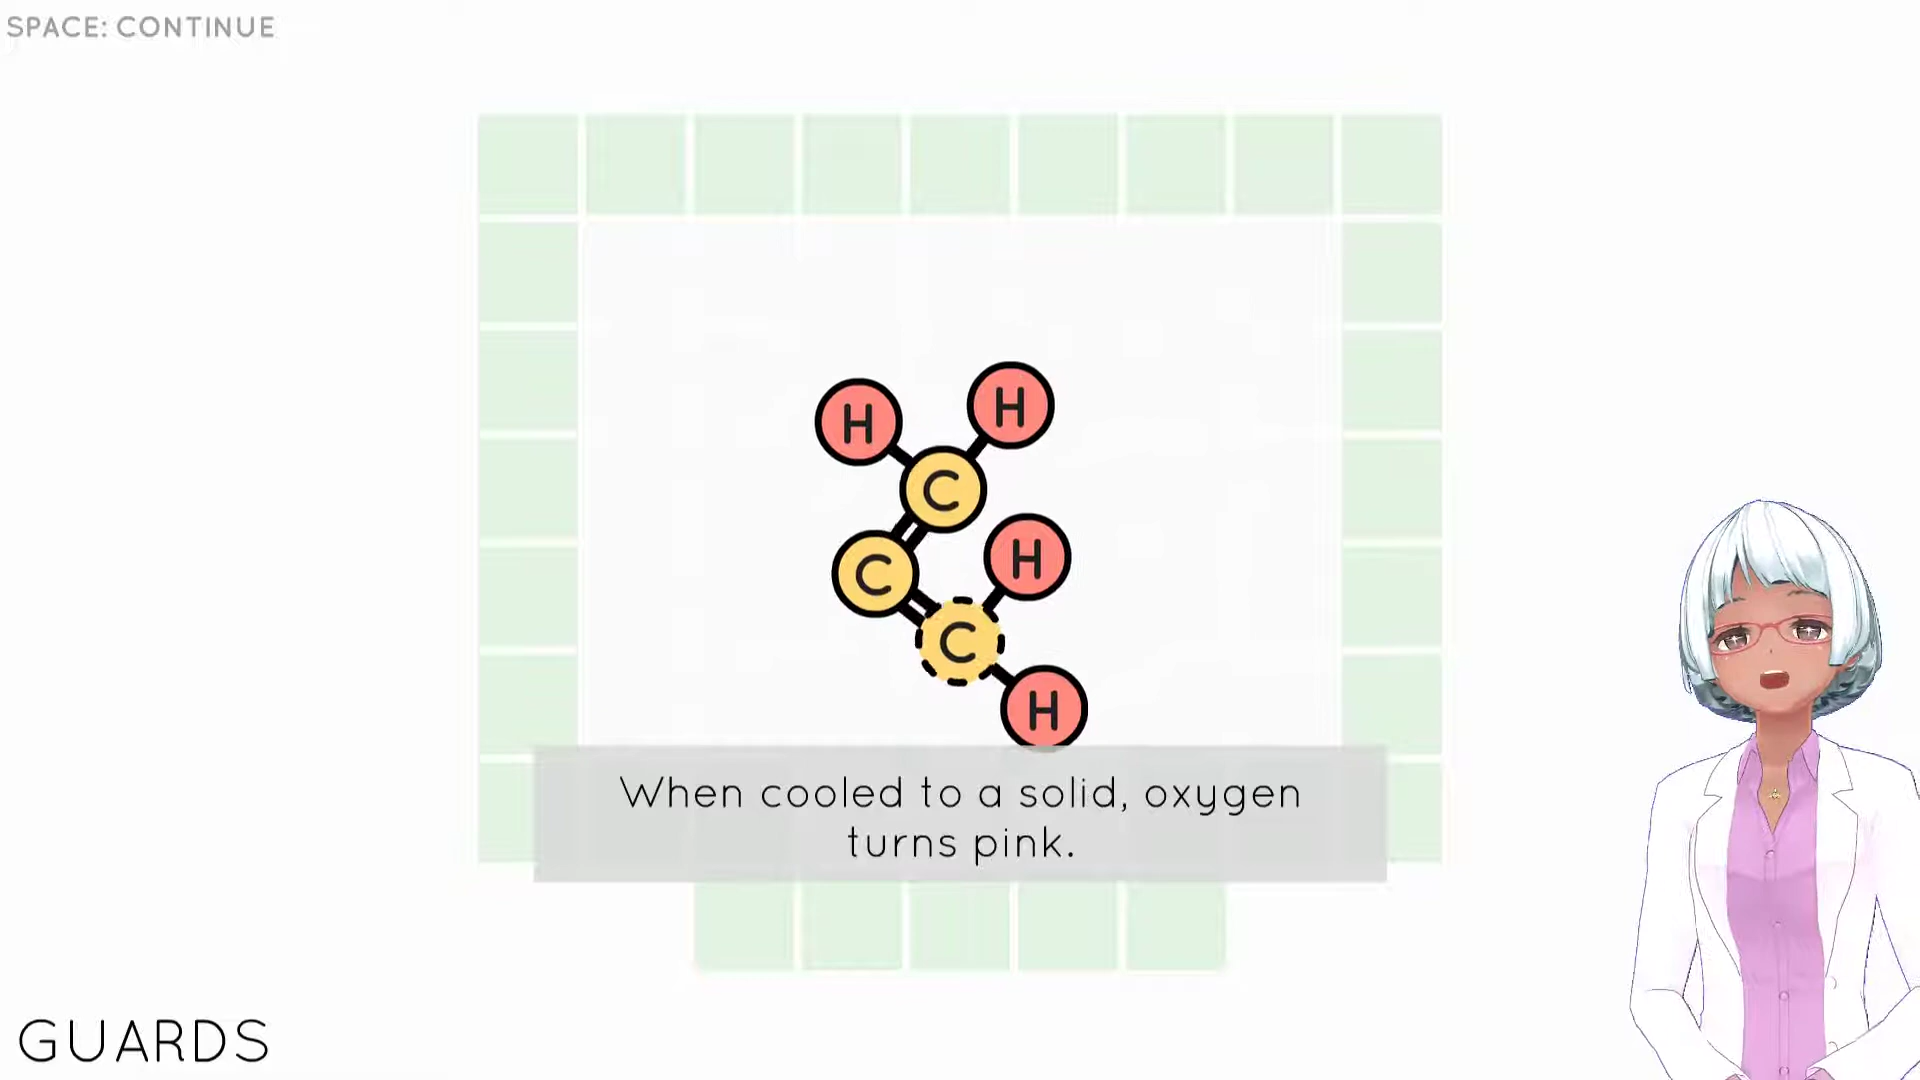 SPACE: CONTINUE
H
H
C
H
C
C
H
When cooled to a solid, oxygen
turns pink.
GUARDS